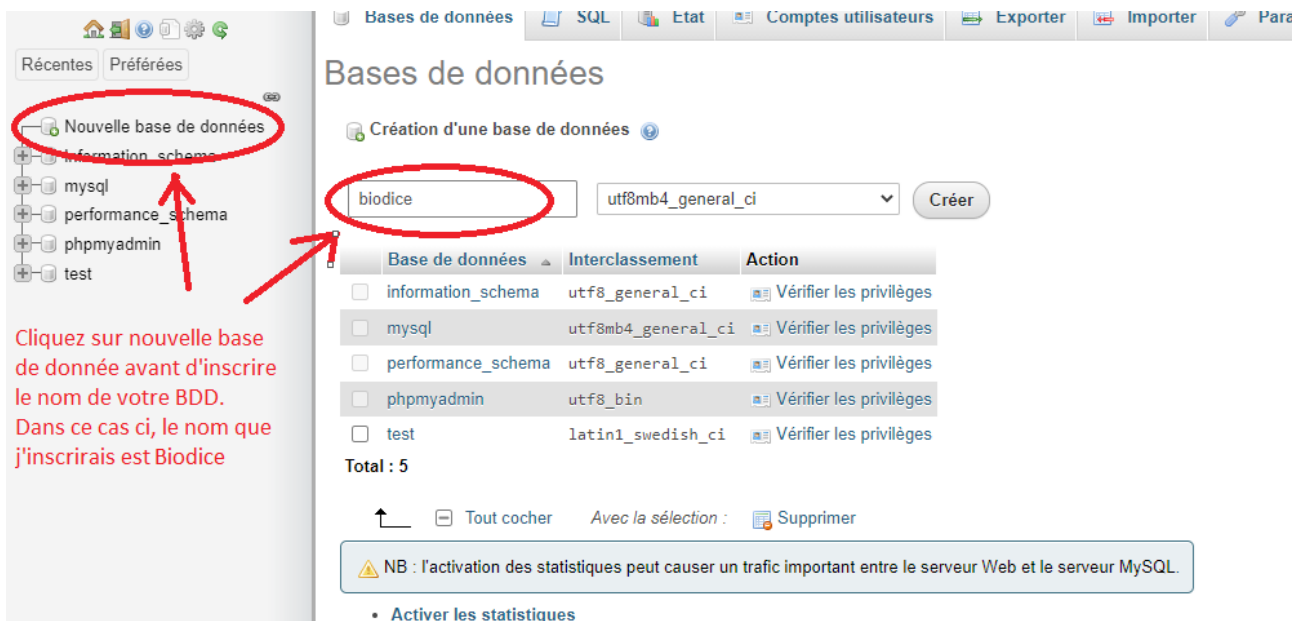 Bases de données SQL Etat Comptes utilisateurs Exporter Importer Para
Récentes Préférées
Bases de données
Nouvelle base de données
Création d'une base de données
information_schema
mysql
performance_schema
phpmyadmin
test
biodice utf8mb4_general_ci Créer
Base de données Interclassement Action
information_schema utf8_general_ci Vérifier les privilèges
mysql utf8mb4_general_ci Vérifier les privilèges
performance_schema utf8_general_ci Vérifier les privilèges
phpmyadmin utf8_bin Vérifier les privilèges
test latin1_swedish_ci Vérifier les privilèges
Total : 5
Cliquez sur nouvelle base
de donnée avant d'inscrire
le nom de votre BDD.
Dans ce cas ci, le nom que
j'inscrirais est Biodice
Tout cocher Avec la sélection : Supprimer
NB : l'activation des statistiques peut causer un trafic important entre le serveur Web et le serveur MySQL.
• Activer les statistiques